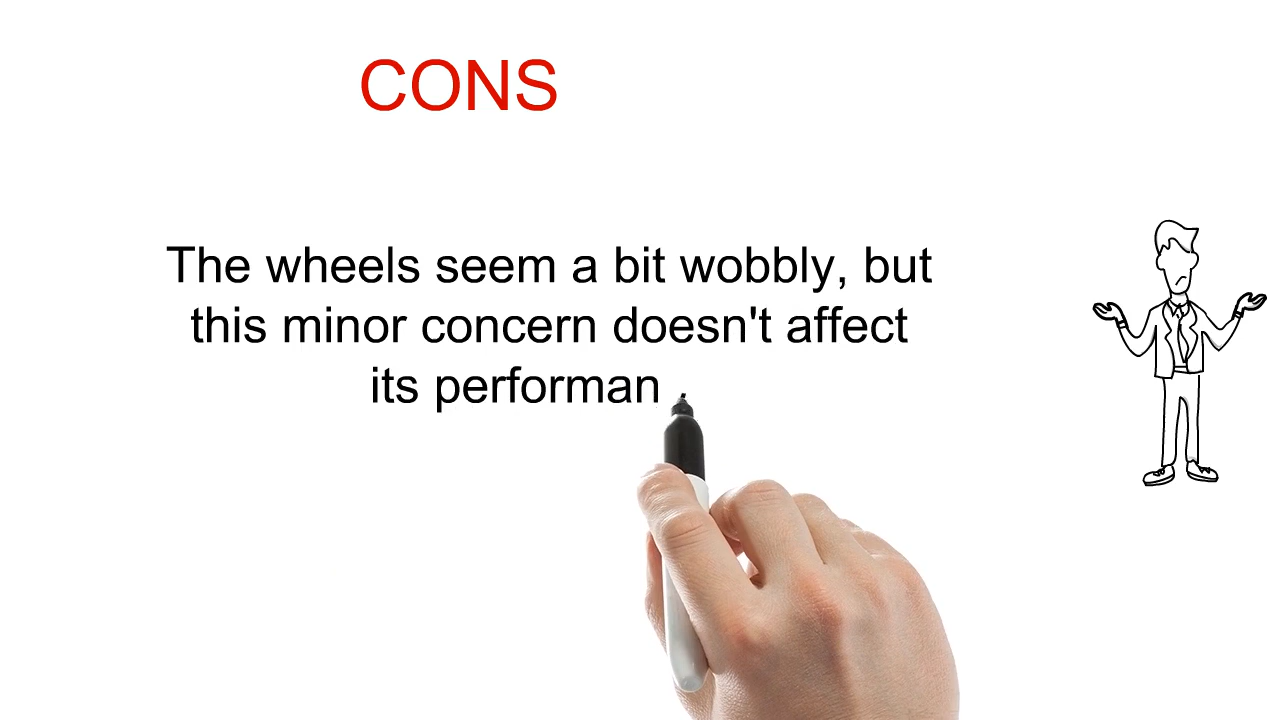 CONS
The wheels seem a bit wobbly, but
this minor concern doesn't affect
its performan